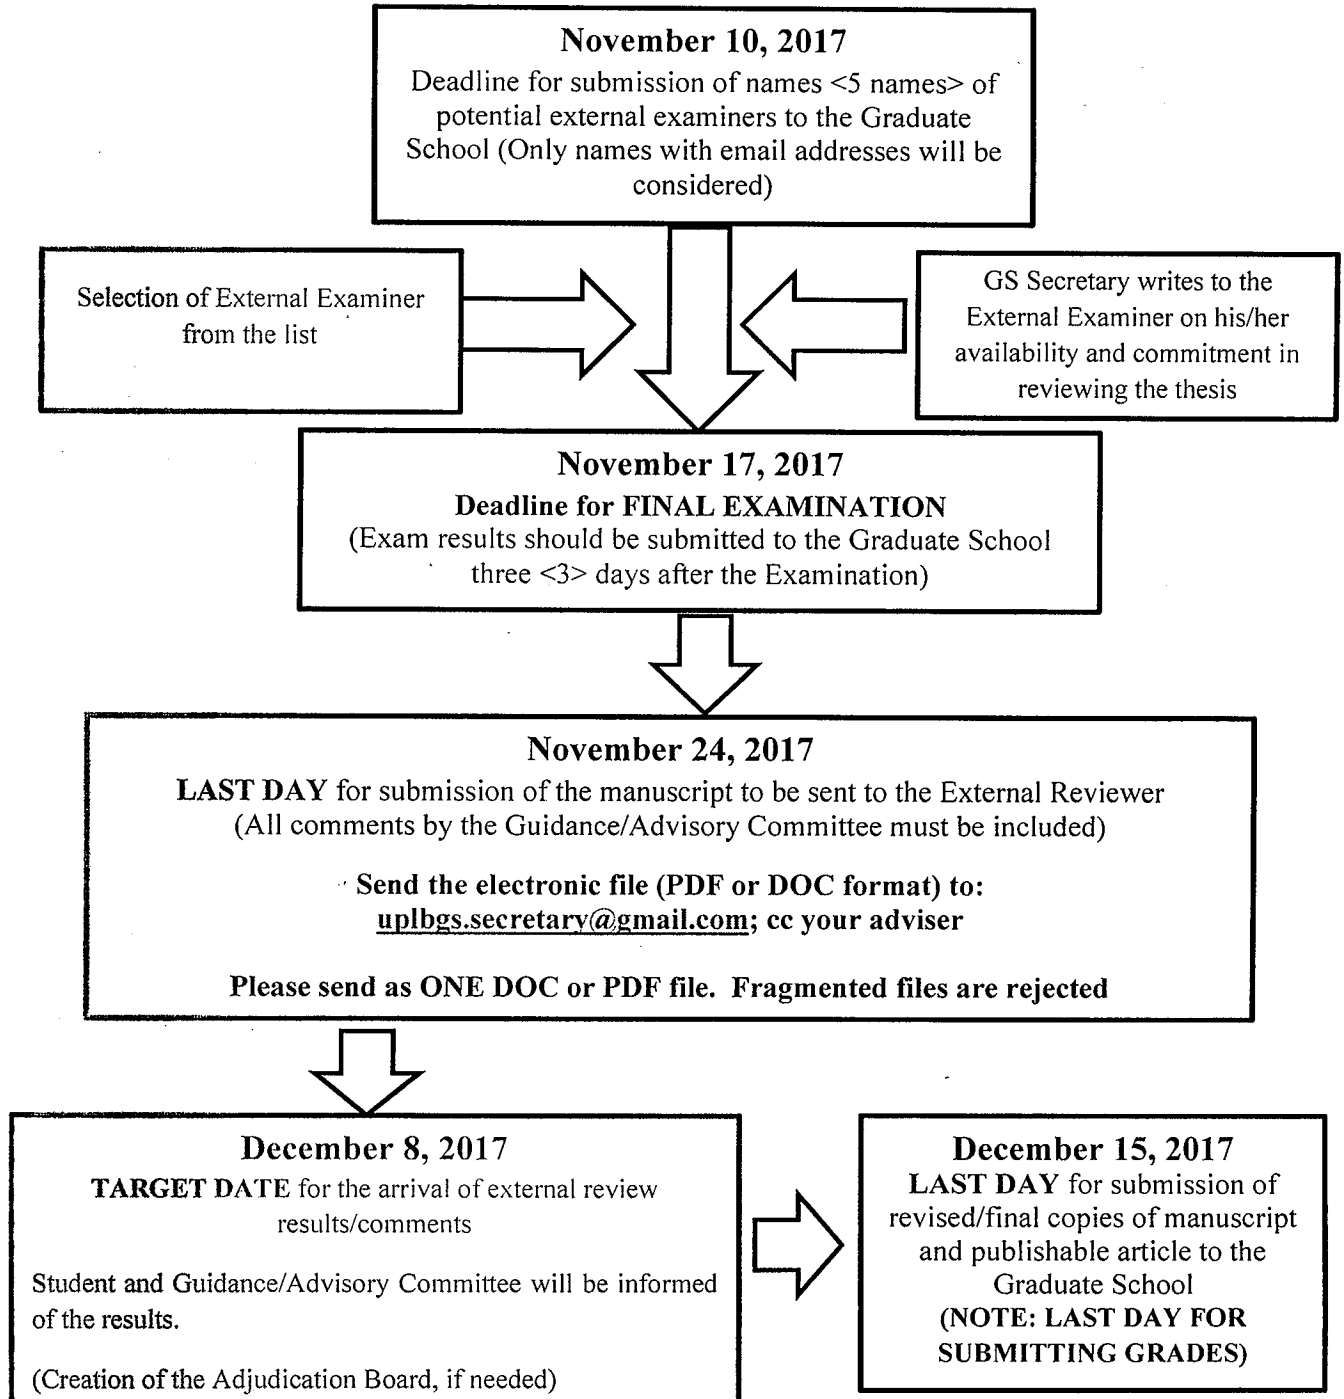 November 10, 2017
Deadline for submission of names <5 names> of
potential external examiners to the Graduate
School (Only names with email addresses will be
considered)
Selection of External Examiner
from the list
GS Secretary writes to the
External Examiner on his/her
availability and commitment in
reviewing the thesis
November 17, 2017
Deadline for FINAL EXAMINATION
(Exam results should be submitted to the Graduate School
three <3> days after the Examination)
November 24, 2017
LAST DAY for submission of the manuscript to be sent to the External Reviewer
(All comments by the Guidance/Advisory Committee must be included)
Send the electronic file (PDF or DOC format) to:
uplbgs.secretary@gmail.com; cc your adviser
Please send as ONE DOC or PDF file. Fragmented files are rejected
December 8, 2017
TARGET DATE for the arrival of external review
results/comments
Student and Guidance/Advisory Committee will be informed
of the results.
(Creation of the Adjudication Board, if needed)
December 15, 2017
LAST DAY for submission of
revised/final copies of manuscript
and publishable article to the
Graduate School
(NOTE: LAST DAY FOR
SUBMITTING GRADES)